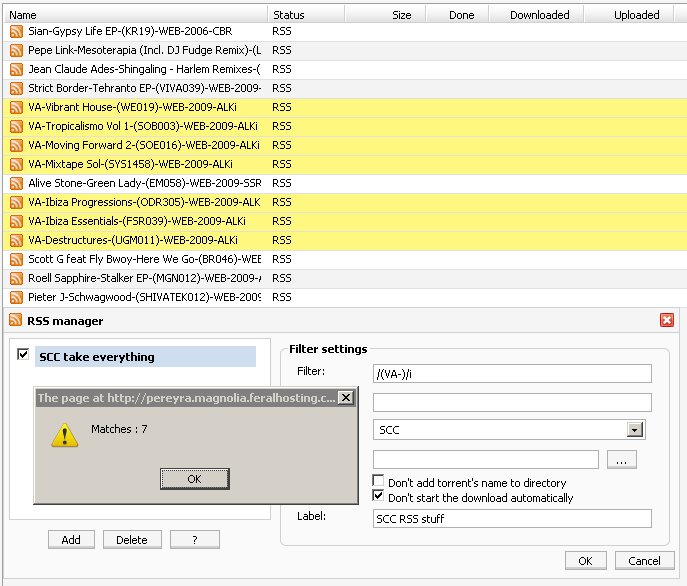 Name Status Size Done Downloaded Uploaded
Sian-Gypsy Life EP-(KR19)-WEB-2006-CBR RSS
Pepe Link-Mesoterapia (Incl. DJ Fudge Remix)-(L RSS
Jean Claude Ades-Shingaling - Harlem Remixes-( RSS
Strict Border-Tehranto EP-(VIVA039)-WEB-2009- RSS
VA-Vibrant House-(WE019)-WEB-2009-ALKi RSS
VA-Tropicalismo Vol 1-(SOB003)-WEB-2009-ALKi RSS
VA-Moving Forward 2-(SOE016)-WEB-2009-ALKi RSS
VA-Mixtape Sol-(SYS1458)-WEB-2009-ALKi RSS
Alive Stone-Green Lady-(EM058)-WEB-2009-SSR RSS
VA-Ibiza Progressions-(ODR305)-WEB-2009-ALK RSS
VA-Ibiza Essentials-(FSR039)-WEB-2009-ALKi RSS
VA-Destructures-(UGM011)-WEB-2009-ALKi RSS
Scott G feat Fly Bwoy-Here We Go-(BR046)-WEB RSS
Roell Sapphire-Stalker EP-(MGN012)-WEB-2009-A RSS
Pieter J-Schwagwood-(SHIVATEK012)-WEB-2009 RSS
RSS manager
SCC take everything
Filter settings
Filter: /(VA-)/i
The page at http://pereyra.magnolia.feralhosting.c...
Matches : 7
OK
SCC
...
Don't add torrent's name to directory
Don't start the download automatically
Label: SCC RSS stuff
Add Delete ?
OK Cancel